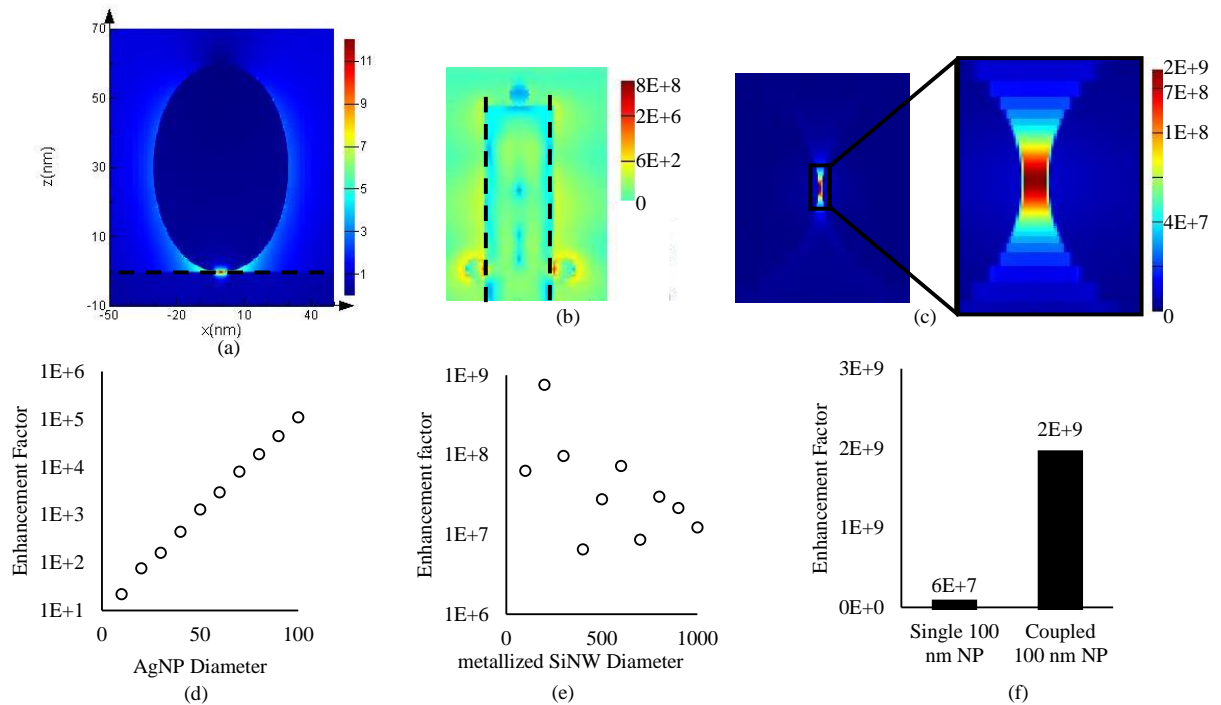 70
50
30
10
-10
z(nm)
-50
-20
10
40
x(nm)
11
9
7
5
3
1
(a)
8E+8
2E+6
6E+2
0
(b)
2E+9
7E+8
1E+8
4E+7
0
(c)
1E+6
1E+5
1E+4
1E+3
1E+2
1E+1
Enhancement Factor
0
50
100
AgNP Diameter
(d)
1E+9
1E+8
1E+7
1E+6
Enhancement factor
0
500
1000
metallized SiNW Diameter
(e)
3E+9
2E+9
1E+9
0E+0
Enhancement Factor
6E+7
2E+9
Single 100
nm NP
Coupled
100 nm NP
(f)